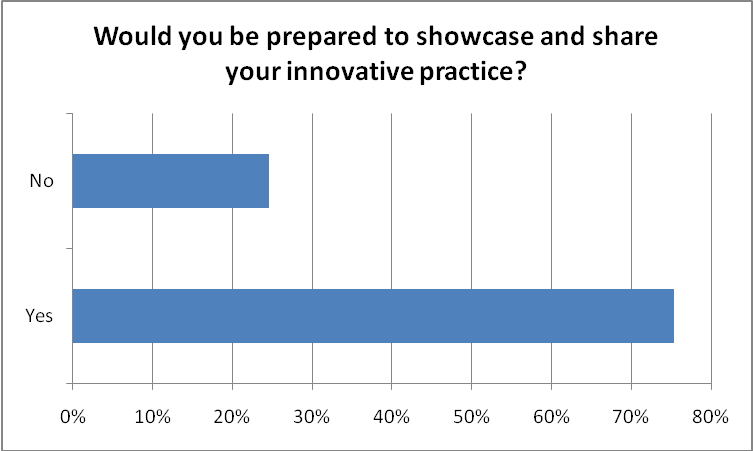 Would you be prepared to showcase and share
your innovative practice?
No
Yes
0% 10% 20% 30% 40% 50% 60% 70% 80%